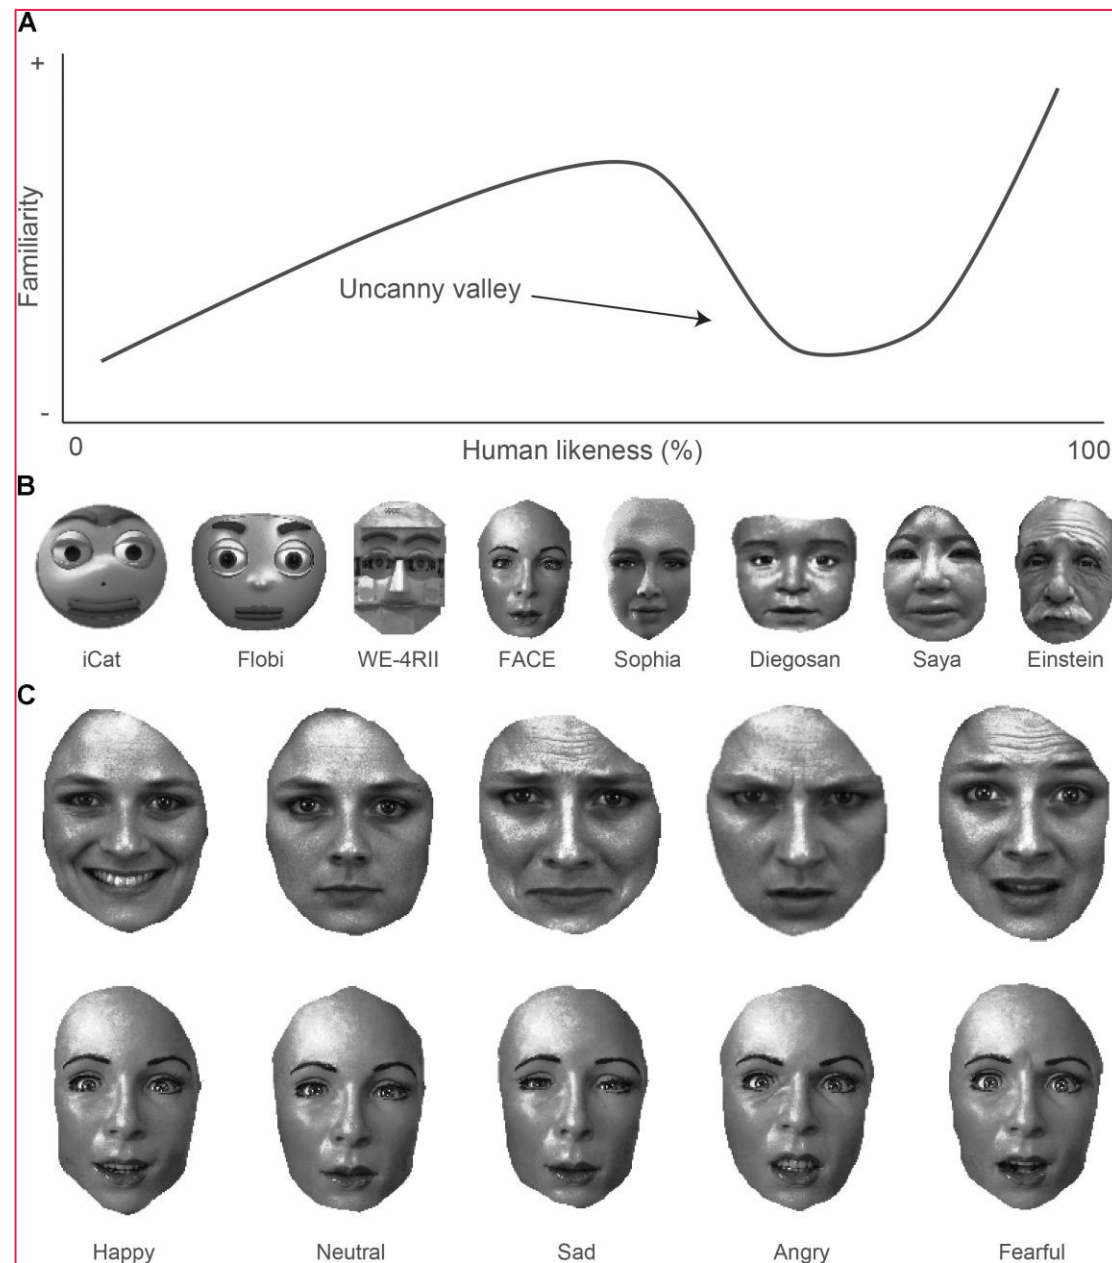 A
+
Familiarity
Uncanny valley
-
0 Human likeness (%) 100
B
iCat Flobi WE-4RII FACE Sophia Diegosan Saya Einstein
C
Happy Neutral Sad Angry Fearful